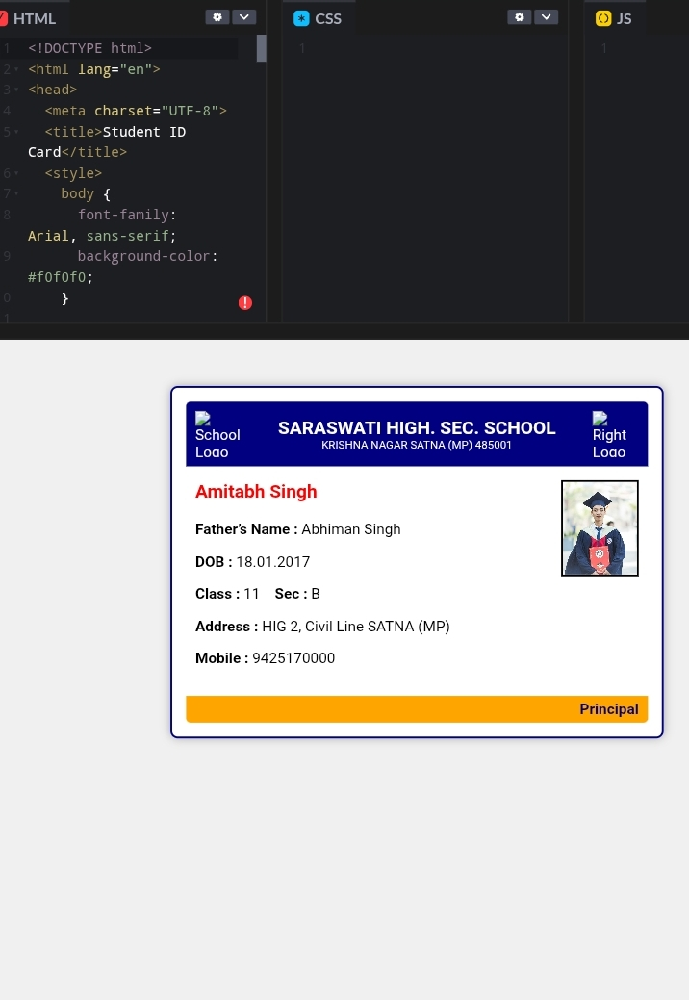 HTML
CSS
JS
1 <!DOCTYPE html>
2 <html lang="en">
3 <head>
4 <meta charset="UTF-8">
5 <title>Student ID
Card</title>
6 <style>
7 body {
8 font-family:
Arial, sans-serif;
9 background-color:
#f0f0f0;
0 }
1
1
1
School
Logo
SARASWATI HIGH. SEC. SCHOOL
KRISHNA NAGAR SATNA (MP) 485001
Right
Logo
Amitabh Singh
Father's Name : Abhiman Singh
DOB : 18.01.2017
Class : 11 Sec : B
Address : HIG 2, Civil Line SATNA (MP)
Mobile : 9425170000
Principal